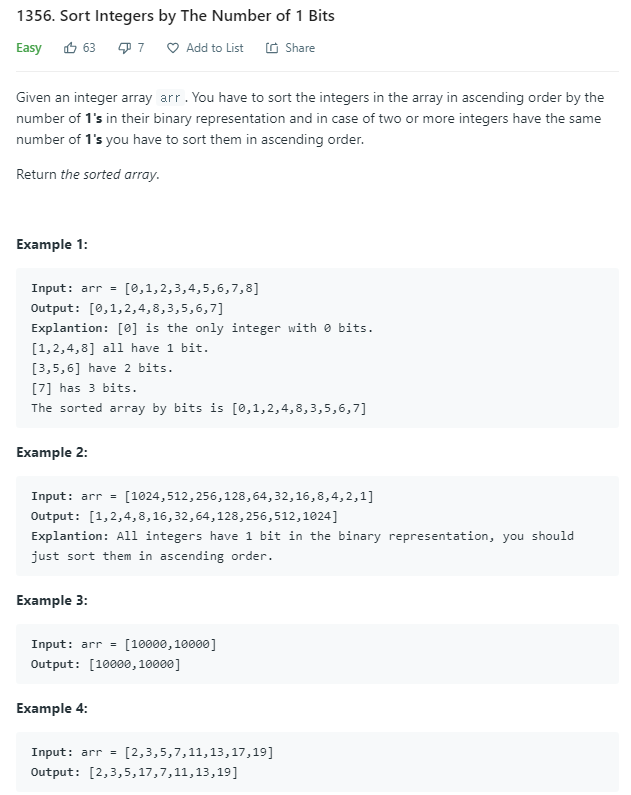 1356. Sort Integers by The Number of 1 Bits
Easy 63 7 Add to List Share
Given an integer array arr. You have to sort the integers in the array in ascending order by the
number of 1's in their binary representation and in case of two or more integers have the same
number of 1's you have to sort them in ascending order.
Return the sorted array.
Example 1:
Input: arr = [0,1,2,3,4,5,6,7,8]
Output: [0,1,2,4,8,3,5,6,7]
Explantion: [0] is the only integer with 0 bits.
[1,2,4,8] all have 1 bit.
[3,5,6] have 2 bits.
[7] has 3 bits.
The sorted array by bits is [0,1,2,4,8,3,5,6,7]
Example 2:
Input: arr = [1024,512,256,128,64,32,16,8,4,2,1]
Output: [1,2,4,8,16,32,64,128,256,512,1024]
Explantion: All integers have 1 bit in the binary representation, you should
just sort them in ascending order.
Example 3:
Input: arr = [10000,10000]
Output: [10000,10000]
Example 4:
Input: arr = [2,3,5,7,11,13,17,19]
Output: [2,3,5,17,7,11,13,19]